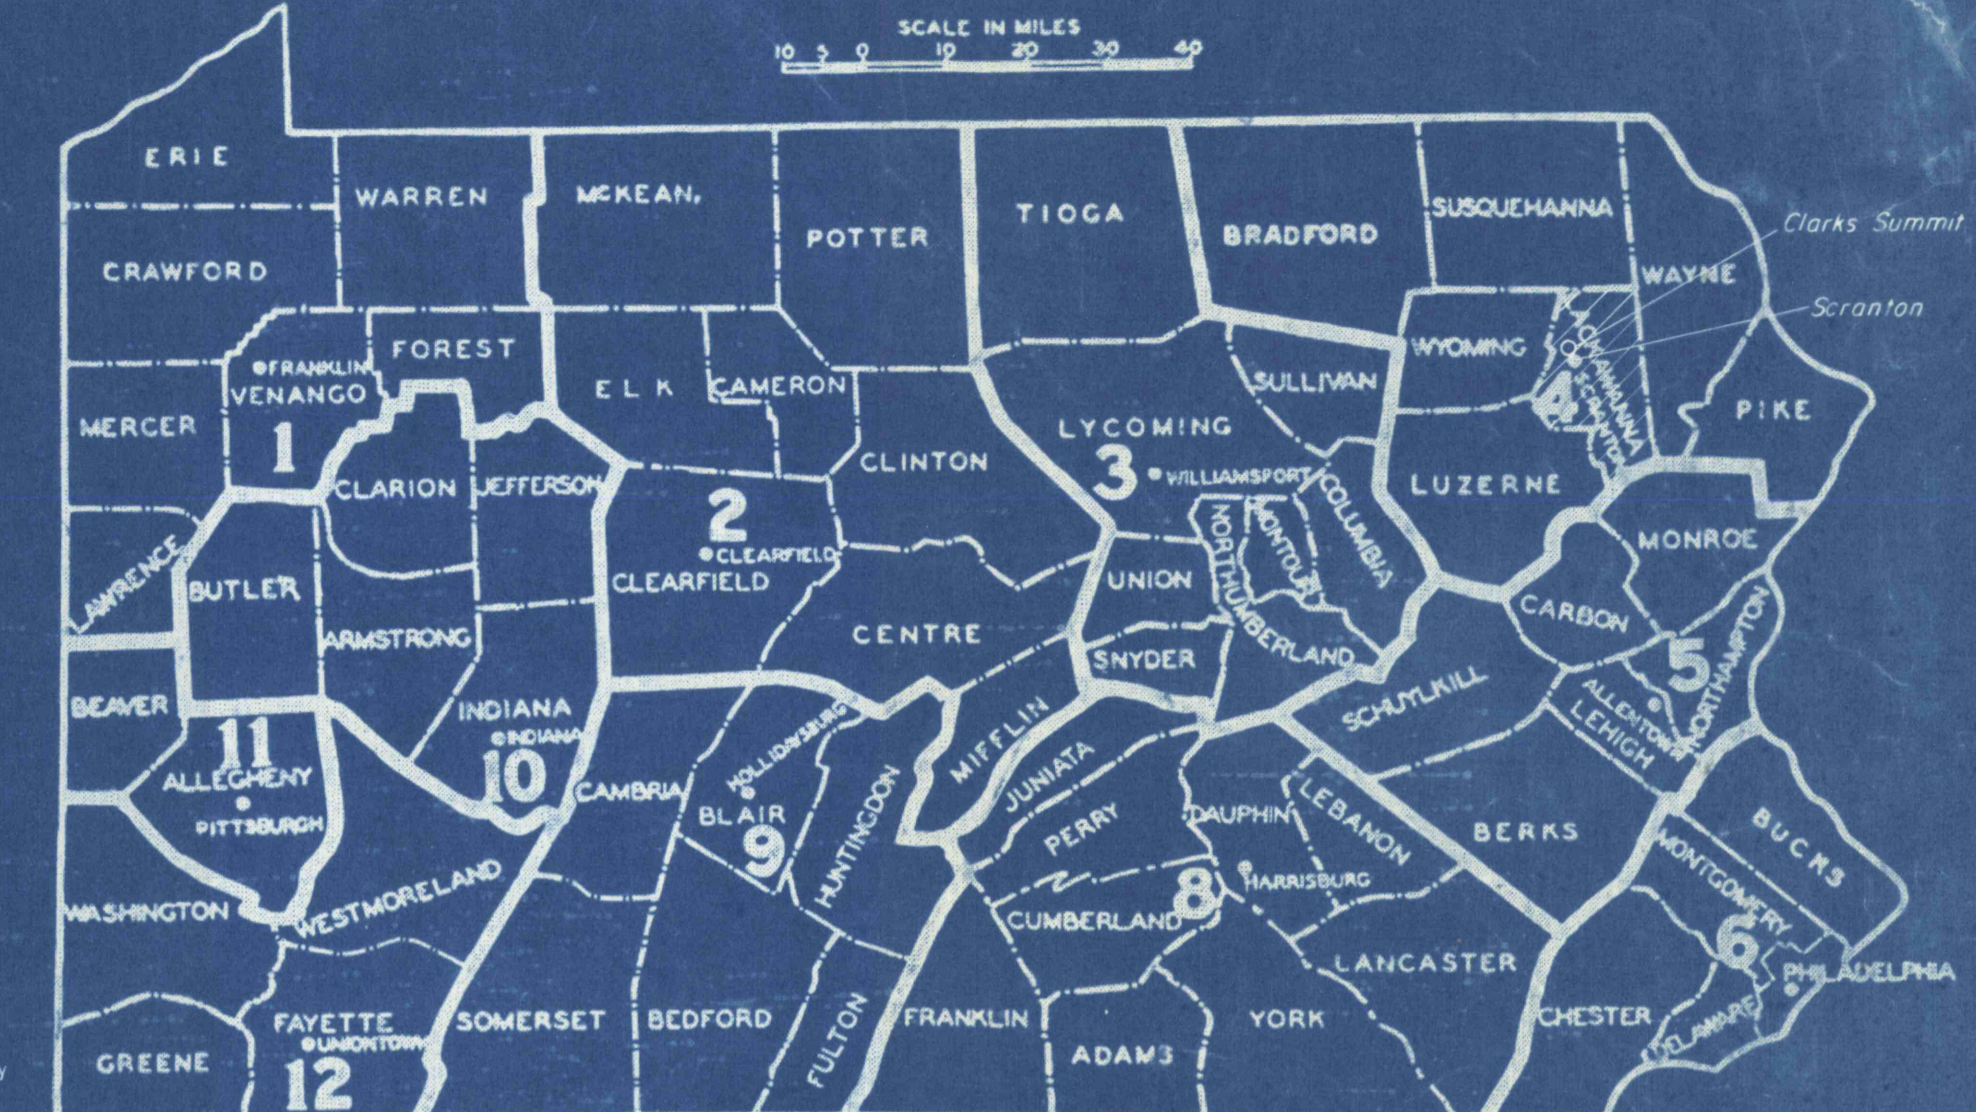 SCALE IN MILES
10 5 0 10 20 30 40
ERIE
WARREN
McKEAN.
POTTER
TIOGA
BRADFORD
SUSQUEHANNA
Clarks Summit
CRAWFORD
WAYNE
Scranton
FOREST
WYOMING
LACKAWANNA
FRANKLIN
VENANGO
1
ELK
CAMERON
SULLIVAN
4
SCRANTON
PIKE
MERCER
LYCOMING
3
WILLIAMSPORT
CLARION
JEFFERSON
CLINTON
COLUMBIA
LUZERNE
2
CLEARFIELD
CLEARFIELD
NORTHUMBERLAND
MONTOUR
MONROE
LAWRENCE
BUTLER
UNION
CARBON
ARMSTRONG
CENTRE
SNYDER
5
NORTHAMPTON
BEAVER
INDIANA
INDIANA
10
MIFFLIN
SCHUYLKILL
ALLENTOWN
LEHIGH
11
ALLEGHENY
PITTSBURGH
CAMBRIA
HOLLIDAYSBURG
BLAIR
9
HUNTINGDON
JUNIATA
PERRY
DAUPHIN
LEBANON
BERKS
BUCKS
MONTGOMERY
WASHINGTON
WESTMORELAND
8
HARRISBURG
CUMBERLAND
6
LANCASTER
PHILADELPHIA
FAYETTE
UNIONTOWN
12
SOMERSET
BEDFORD
FULTON
FRANKLIN
YORK
CHESTER
DELAWARE
GREENE
ADAMS
y